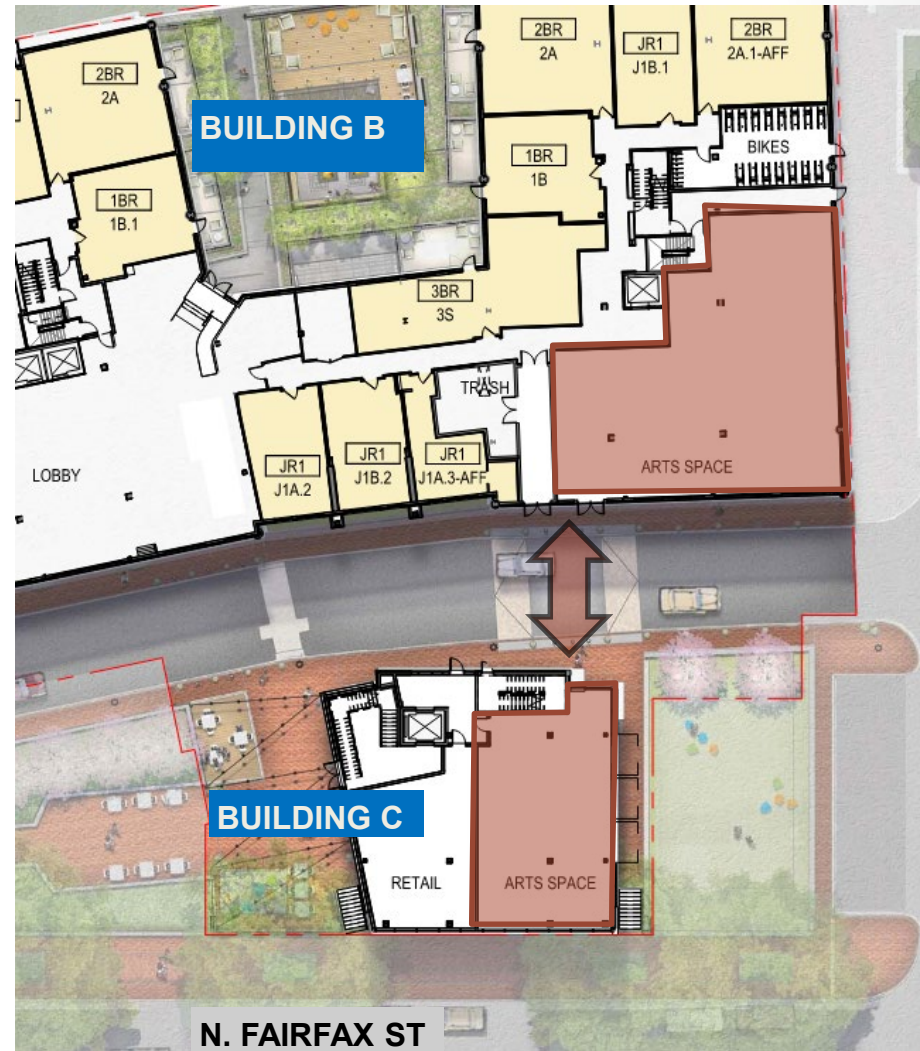 2BR
2A
2BR
2A
JR1
J1B.1
2BR
2A.1-AFF
BUILDING B
BIKES
1BR
1B
1BR
1B.1
3BR
3S
TRASH
LOBBY
JR1
J1A.2
JR1
J1B.2
JR1
J1A.3-AFF
ARTS SPACE
BUILDING C
RETAIL
ARTS SPACE
N. FAIRFAX ST